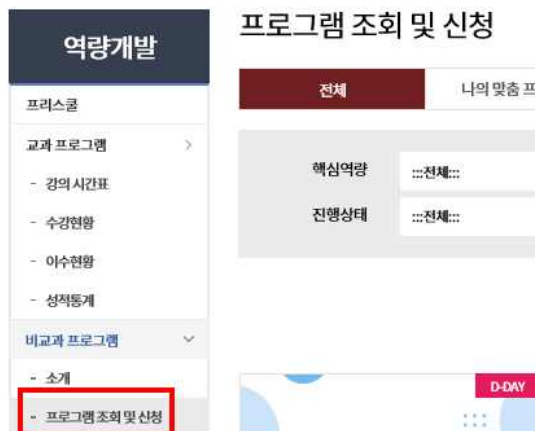 역량개발
프리스쿨
교과 프로그램
- 강의 시간표
- 수강현황
- 이수현황
- 성적통계
비교과 프로그램
- 소개
- 프로그램 조회 및 신청
프로그램 조회 및 신청
전체
나의 맞춤 프
핵심역량
:::전체:::
진행상태
:::전체:::
D-DAY